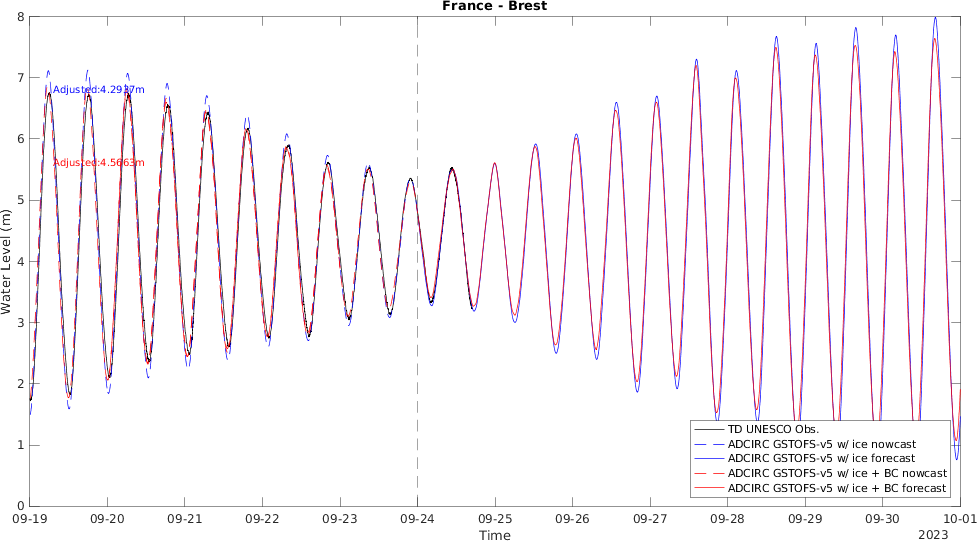 France - Brest
8
7
6
5
4
3
2
1
0
Water Level (m)
Adjusted:4.2937m
Adjusted:4.5663m
TD UNESCO Obs.
ADCIRC GSTOFS-v5 w/ ice nowcast
ADCIRC GSTOFS-v5 w/ ice forecast
ADCIRC GSTOFS-v5 w/ ice + BC nowcast
ADCIRC GSTOFS-v5 w/ ice + BC forecast
09-19 09-20 09-21 09-22 09-23 09-24 09-25 09-26 09-27 09-28 09-29 09-30 10-01
Time
2023